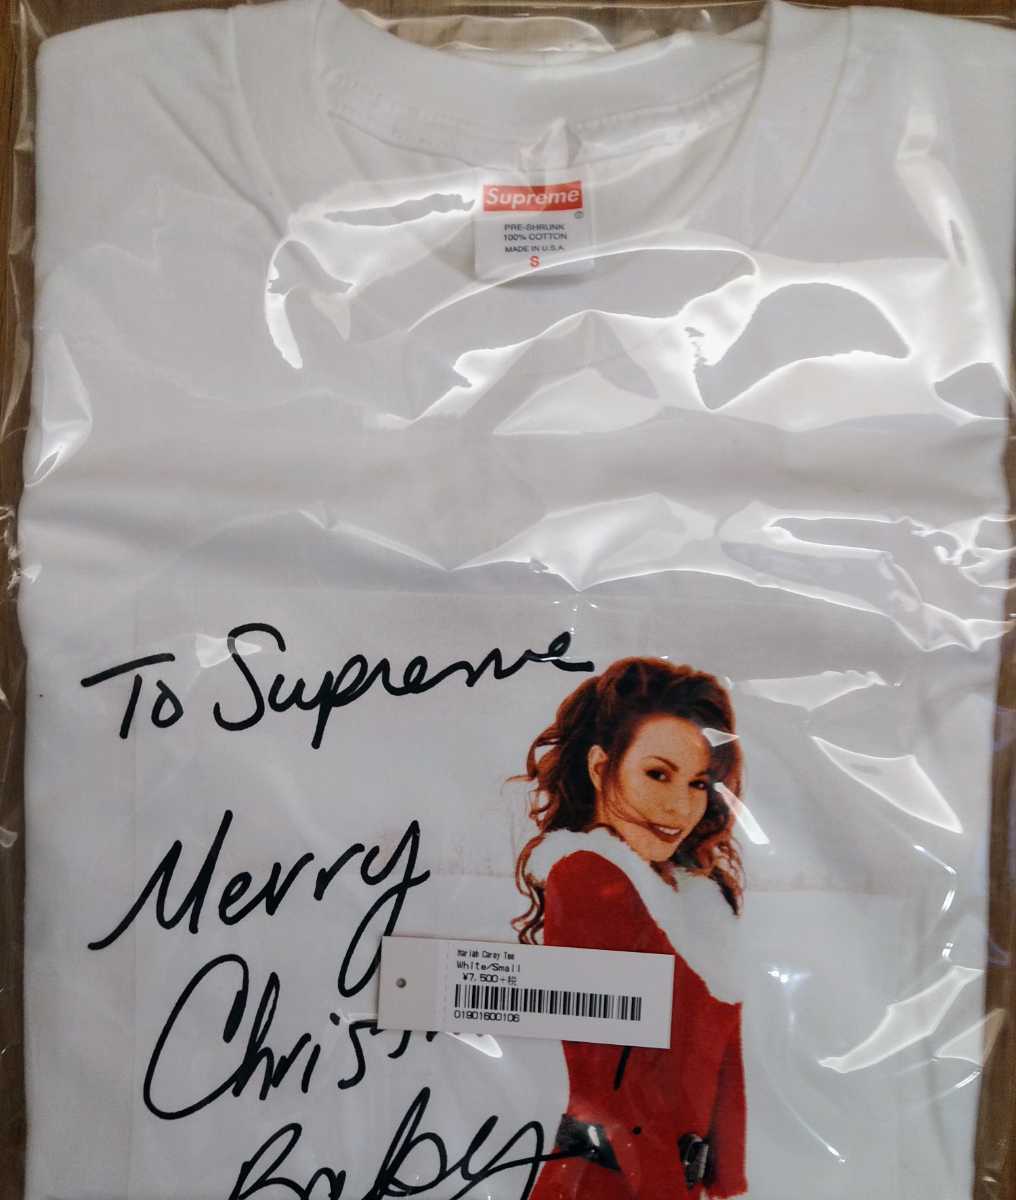 Supreme
®
PRE-SHRUNK
100% COTTON
MADE IN U.S.A.
S
To Supreme
Merry
Mariah Carey Tee
White/Small
¥7,500+税
01901600106
Baby